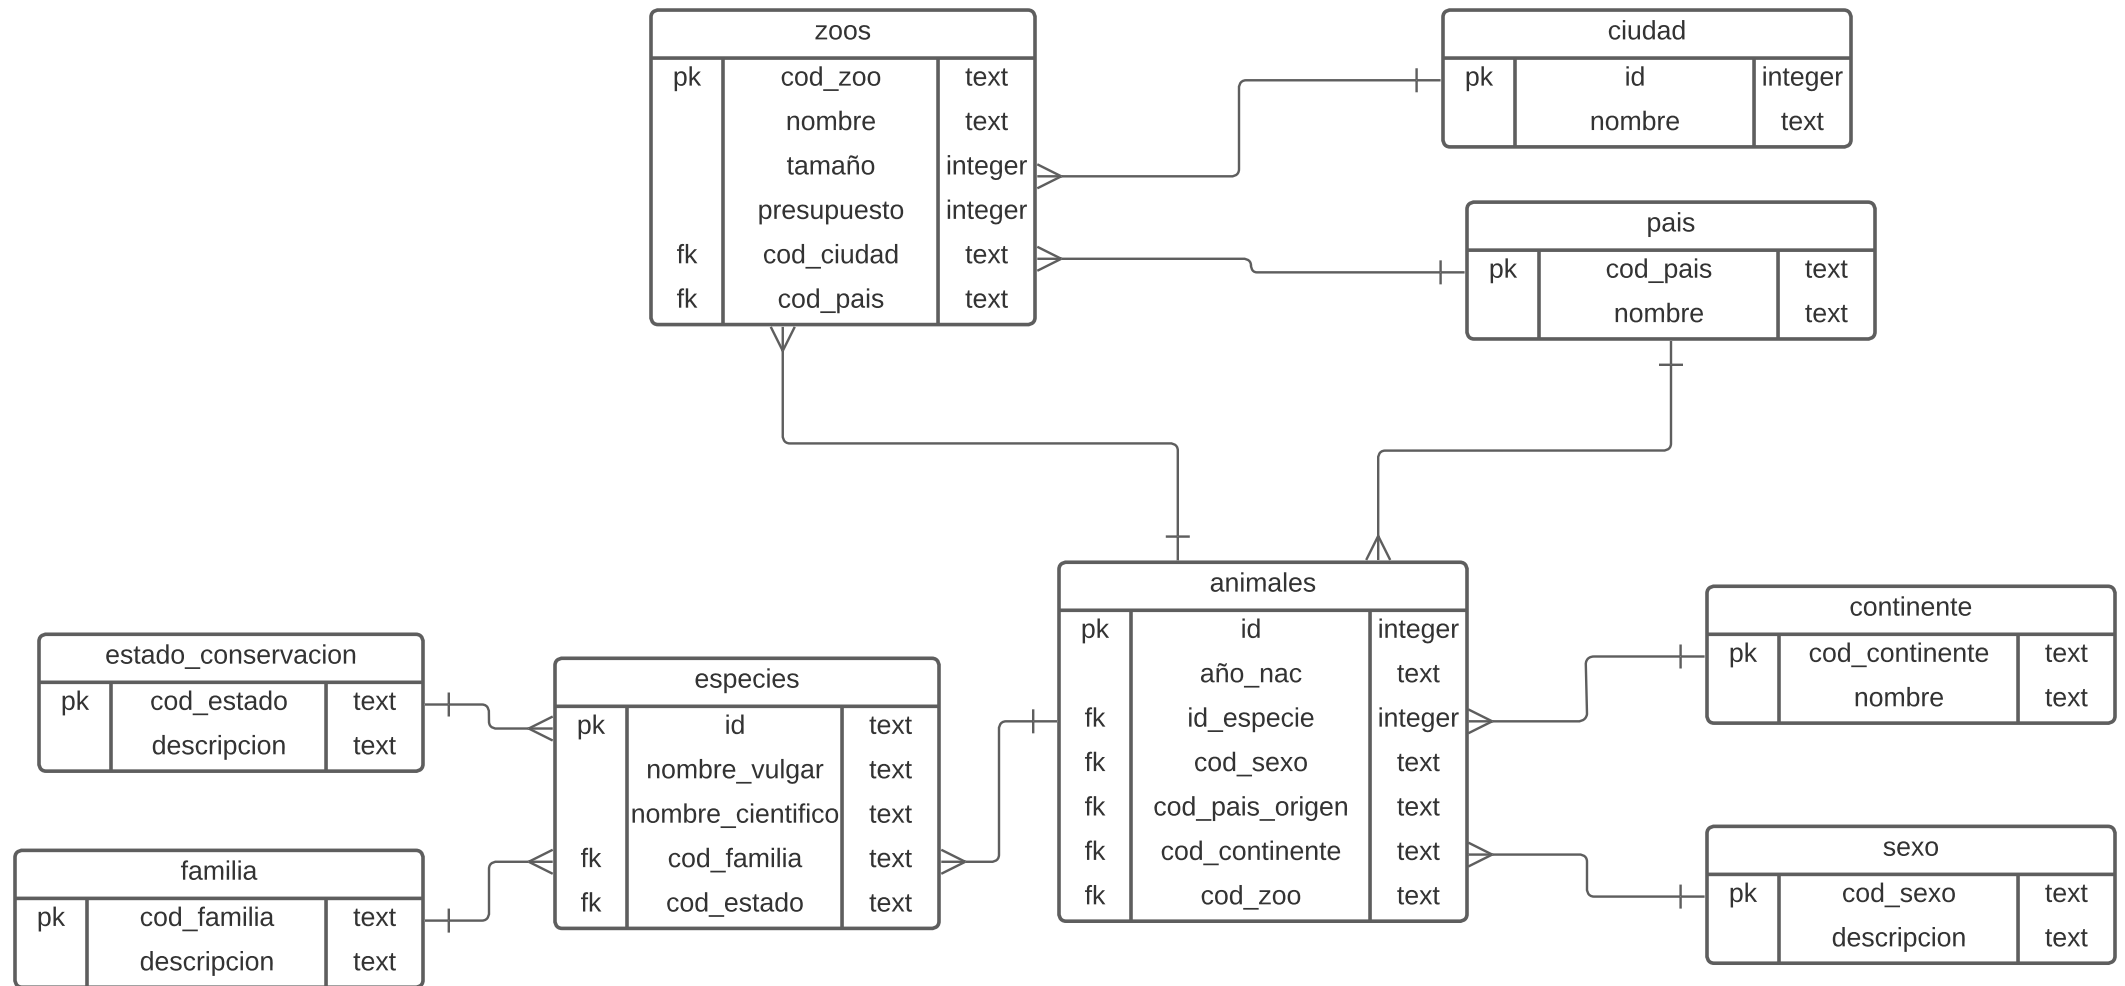 zoos
pk cod_zoo text
nombre text
tamaño integer
presupuesto integer
fk cod_ciudad text
fk cod_pais text
ciudad
pk id integer
nombre text
pais
pk cod_pais text
nombre text
animales
pk id integer
año_nac text
fk id_especie integer
fk cod_sexo text
fk cod_pais_origen text
fk cod_continente text
fk cod_zoo text
continente
pk cod_continente text
nombre text
estado_conservacion
pk cod_estado text
descripcion text
especies
pk id text
nombre_vulgar text
nombre_cientifico text
fk cod_familia text
fk cod_estado text
familia
pk cod_familia text
descripcion text
sexo
pk cod_sexo text
descripcion text